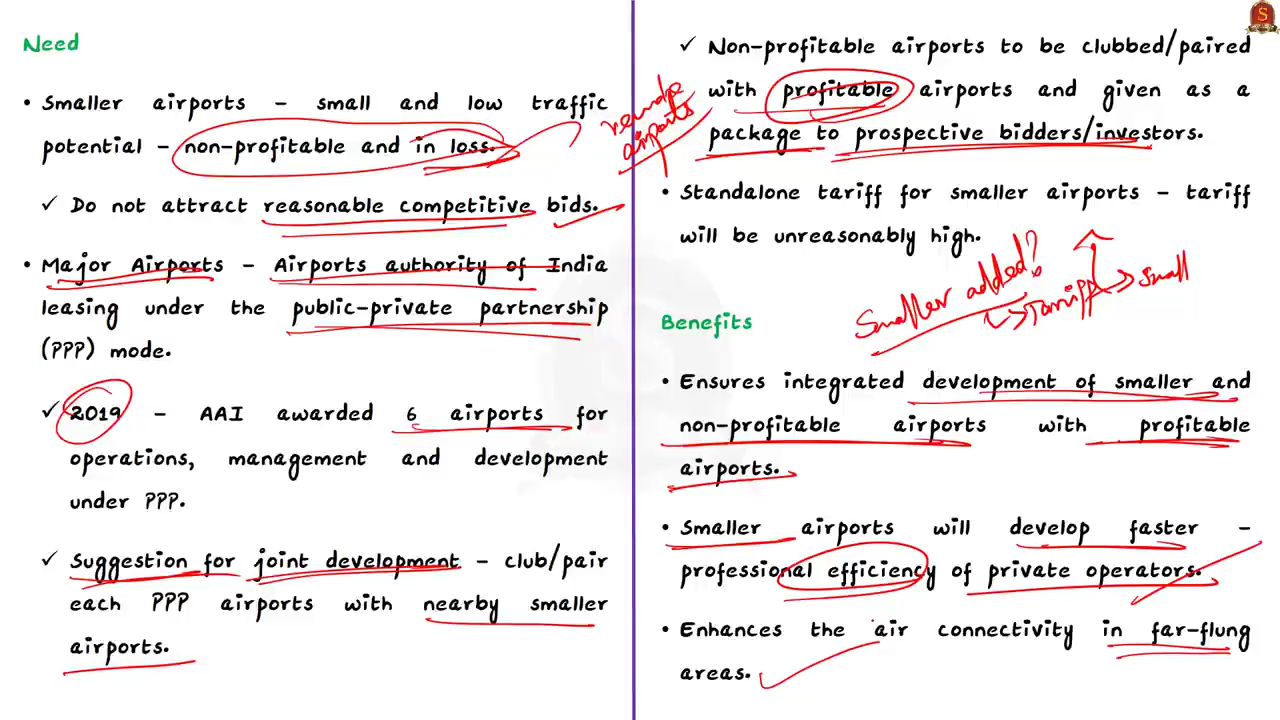 Need
• Smaller airports – small and low traffic
potential – non-profitable and in loss.
✓ Do not attract reasonable competitive bids.
• Major Airports – Airports authority of India
leasing under the public-private partnership
(PPP) mode.
✓ 2019 – AAI awarded 6 airports for
operations, management and development
under PPP.
✓ Suggestion for joint development – club/pair
each PPP airports with nearby smaller
airports.
airports
✓ Non-profitable airports to be clubbed/paired
with profitable airports and given as a
package to prospective bidders/investors.
• Standalone tariff for smaller airports – tariff
will be unreasonably high.
Smaller added?
→ Tariff → small
Benefits
• Ensures integrated development of smaller and
non-profitable airports with profitable
airports.
• Smaller airports will develop faster –
professional efficiency of private operators.
• Enhances the air connectivity in far-flung
areas.